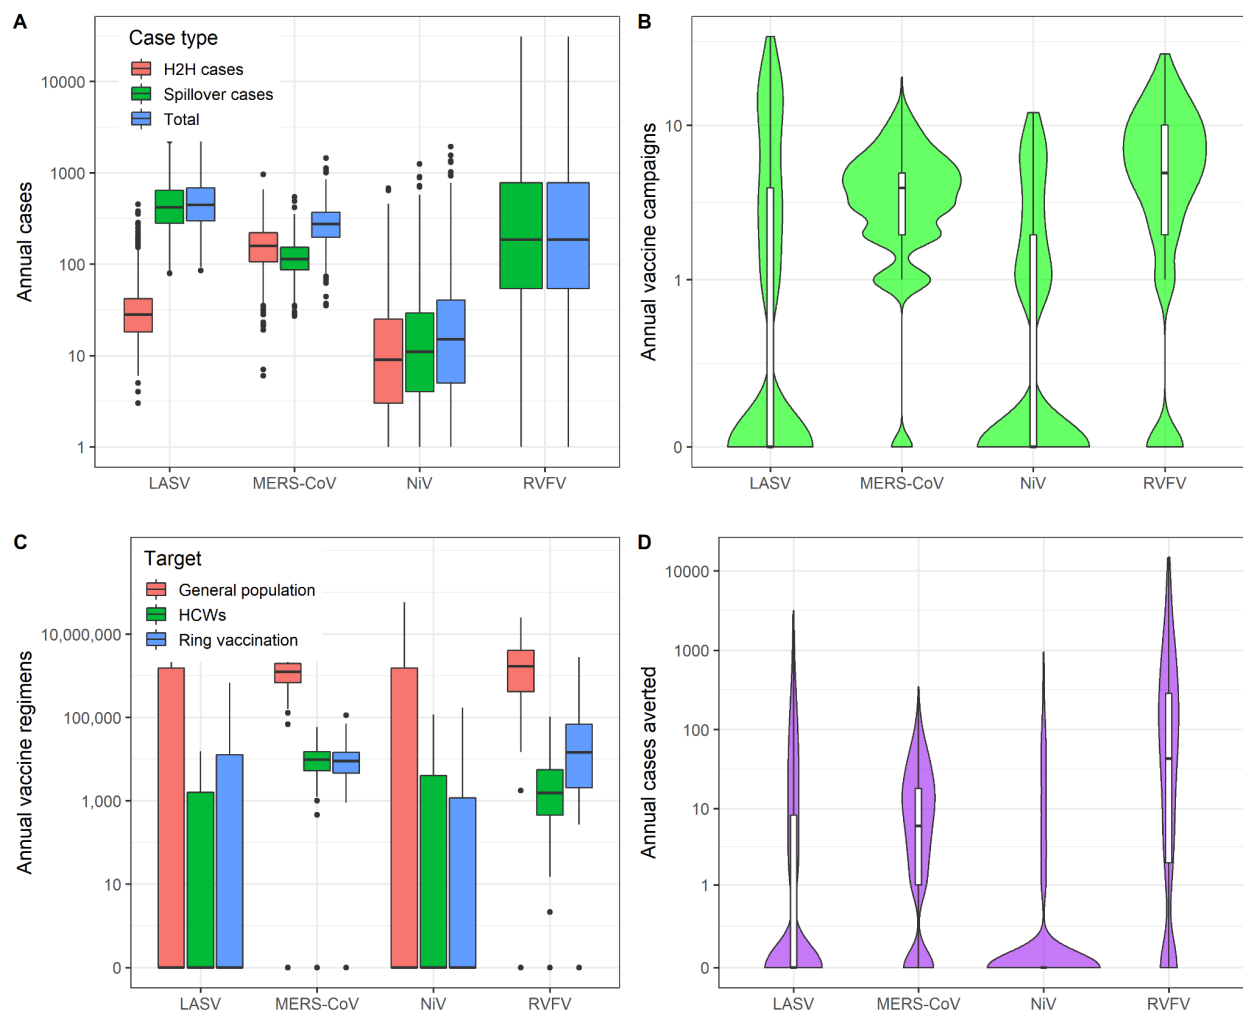 A
Case type
H2H cases
Spillover cases
Total
Annual cases
10000
1000
100
10
1
LASV
MERS-CoV
NiV
RVFV
B
Annual vaccine campaigns
10
1
0
LASV
MERS-CoV
NiV
RVFV
C
Target
General population
HCWs
Ring vaccination
Annual vaccine regimens
10,000,000
100,000
1,000
10
0
LASV
MERS-CoV
NiV
RVFV
D
Annual cases averted
10000
1000
100
10
1
0
LASV
MERS-CoV
NiV
RVFV